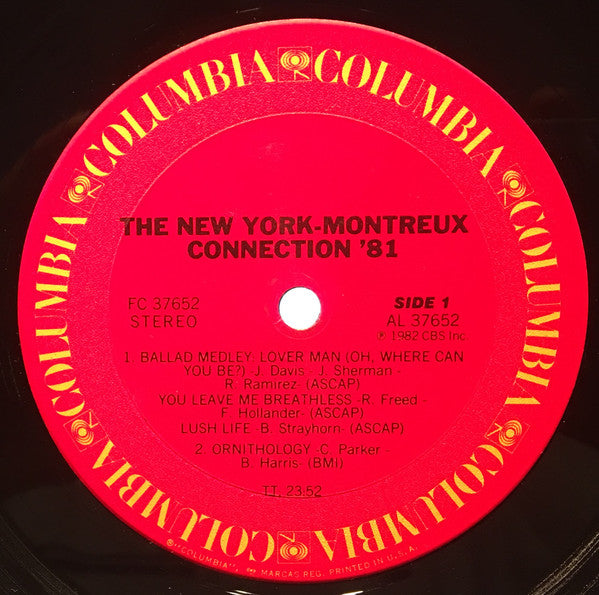 COLUMBIA COLUMBIA COLUMBIA COLUMBIA COLUMBIA COLUMBIA
THE NEW YORK-MONTREUX
CONNECTION '81
FC 37652
STEREO
SIDE 1
AL 37652
℗ 1982 CBS Inc.
1. BALLAD MEDLEY: LOVER MAN (OH, WHERE CAN
YOU BE?) -J. Davis - J. Sherman -
R. Ramirez- (ASCAP)
YOU LEAVE ME BREATHLESS -R. Freed -
F. Hollander- (ASCAP)
LUSH LIFE -B. Strayhorn- (ASCAP)
2. ORNITHOLOGY -C. Parker -
B. Harris- (BMI)
TT. 23:52
® "COLUMBIA", MARCAS REG. PRINTED IN U.S.A.